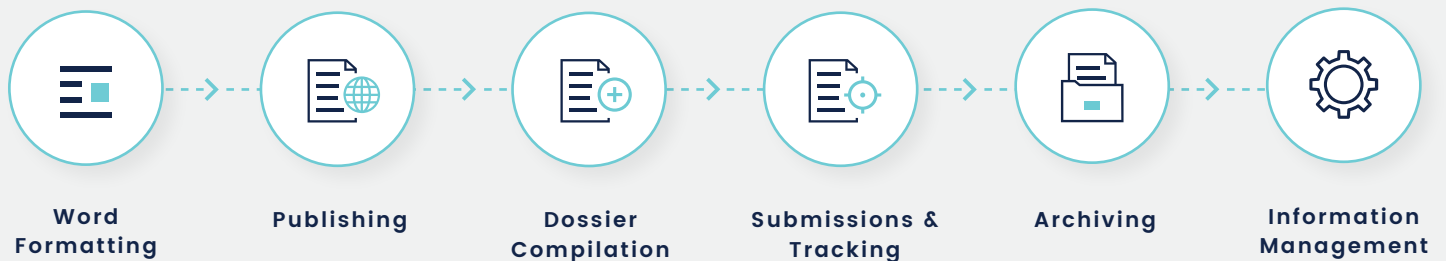 Word
Formatting
Publishing
Dossier
Compilation
Submissions &
Tracking
Archiving
Information
Management